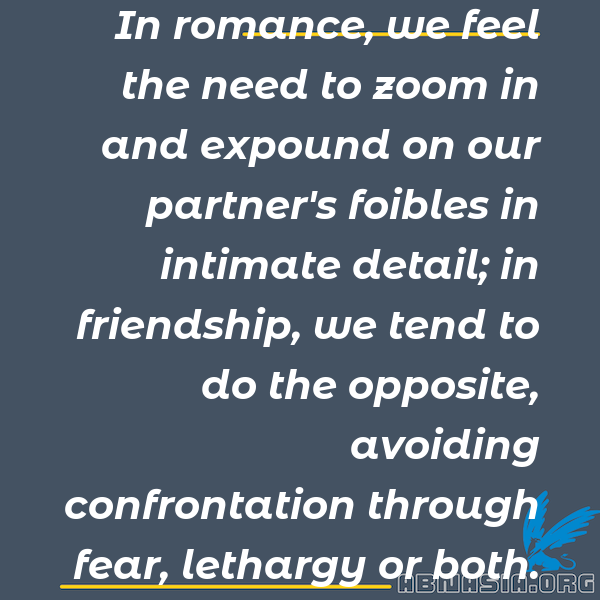 In romance, we feel
the need to zoom in
and expound on our
partner's foibles in
intimate detail; in
friendship, we tend to
do the opposite,
avoiding
confrontation through
fear, lethargy or both.
ABMASIA.ORG